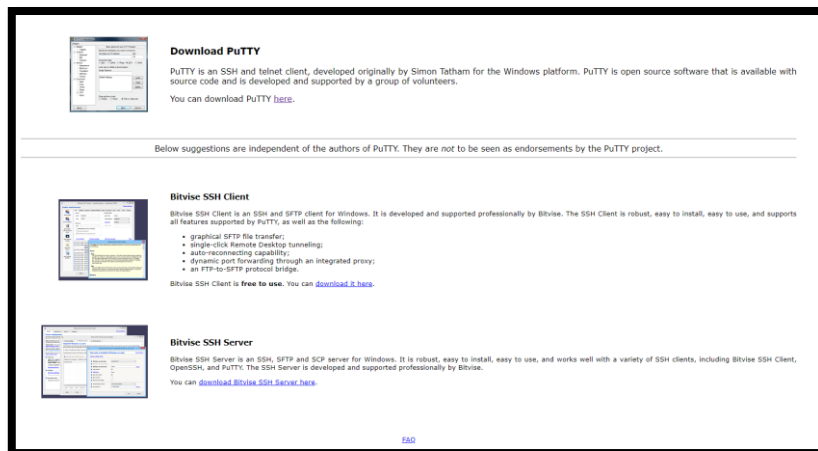 Download PuTTY
PuTTY is an SSH and telnet client, developed originally by Simon Tatham for the Windows platform. PuTTY is open source software that is available with
source code and is developed and supported by a group of volunteers.
You can download PuTTY here.
Below suggestions are independent of the authors of PuTTY. They are not to be seen as endorsements by the PuTTY project.
Bitvise SSH Client
Bitvise SSH Client is an SSH and SFTP client for Windows. It is developed and supported professionally by Bitvise. The SSH Client is robust, easy to install, easy to use, and supports
all features supported by PuTTY, as well as the following:
• graphical SFTP file transfer;
• single-click Remote Desktop tunneling;
• auto-reconnecting capability;
• dynamic port forwarding through an integrated proxy;
• an FTP-to-SFTP protocol bridge.
Bitvise SSH Client is free to use. You can download it here.
Bitvise SSH Server
Bitvise SSH Server is an SSH, SFTP and SCP server for Windows. It is robust, easy to install, easy to use, and works well with a variety of SSH clients, including Bitvise SSH Client,
OpenSSH, and PuTTY. The SSH Server is developed and supported professionally by Bitvise.
You can download Bitvise SSH Server here.
FAQ